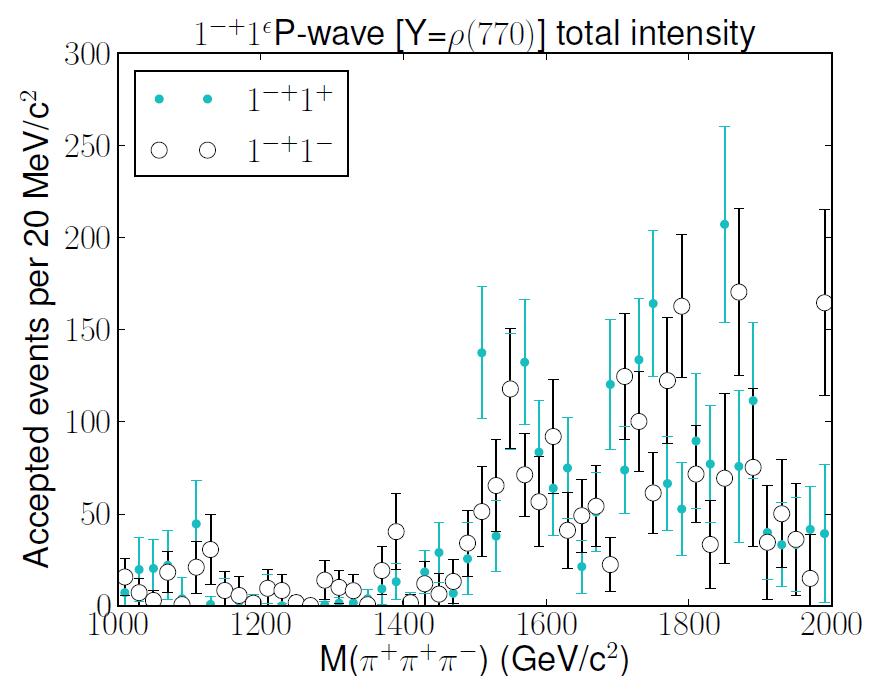 1⁻⁺1ᵋP-wave [Y=ρ(770)] total intensity
300
250
200
150
100
50
0
Accepted events per 20 MeV/c²
1⁻⁺1⁺
1⁻⁺1⁻
1000 1200 1400 1600 1800 2000
M(π⁺π⁺π⁻) (GeV/c²)